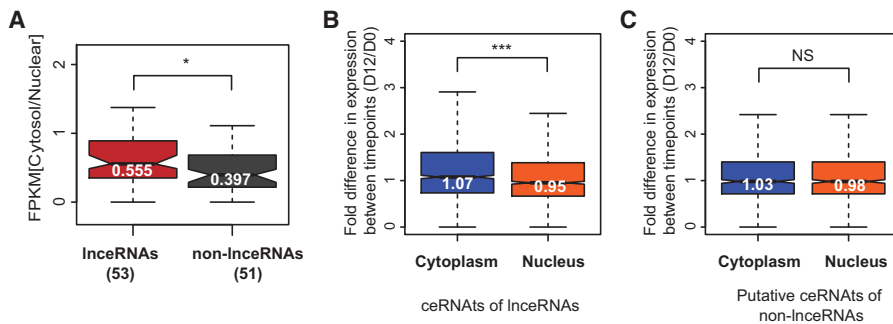 A
FPKM[Cytosol/Nuclear]
2
1
0
*
0.555
0.397
lnceRNAs
(53)
non-lnceRNAs
(51)
B
Fold difference in expression
between timepoints (D12/D0)
4
3
2
1
0
***
1.07
0.95
Cytoplasm
Nucleus
ceRNAts of lnceRNAs
C
Fold difference in expression
between timepoints (D12/D0)
4
3
2
1
0
NS
1.03
0.98
Cytoplasm
Nucleus
Putative ceRNAts of
non-lnceRNAs